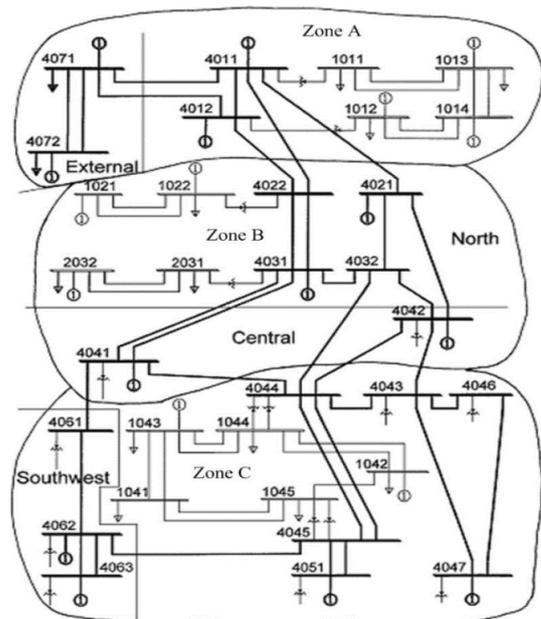 Zone A
4071 4011 1011 1013
4012 1012 1014
4072
External
1021 1022 4022 4021
Zone B North
2032 2031 4031 4032
4042
Central
4041
4044 4043 4046
4061 1043 1044
Southwest Zone C 1042
1041 1045
4062 4045
4063 4051 4047